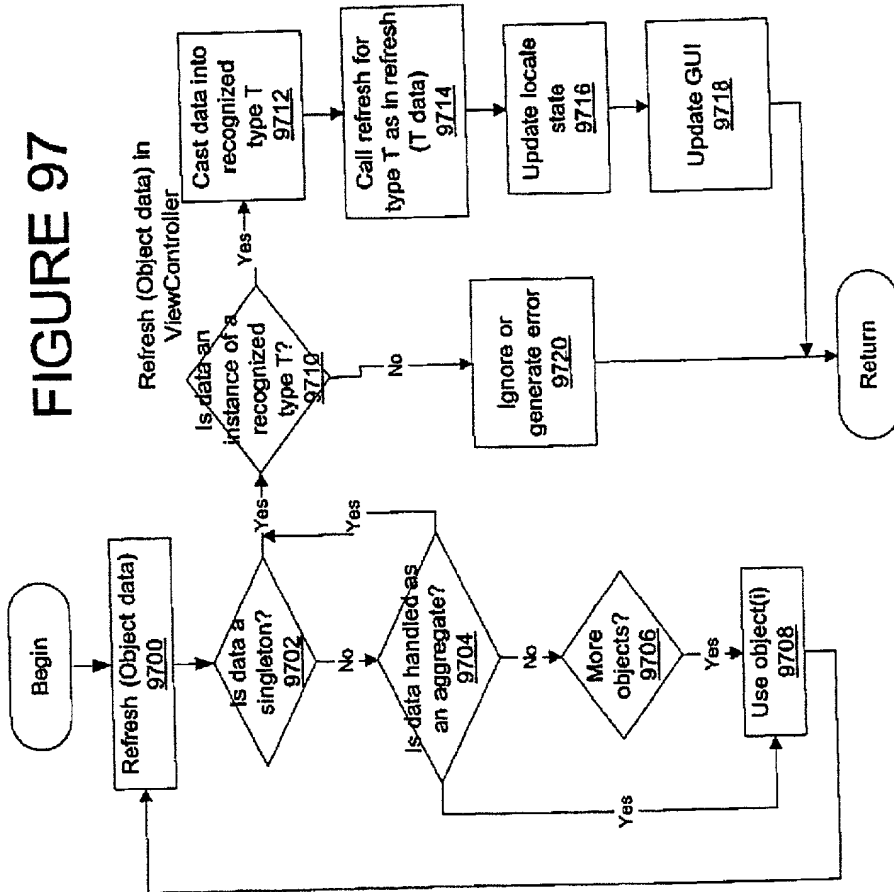 FIGURE 97
Begin
Refresh (Object data)
9700
Is data a
singleton?
9702
Yes
No
Is data handled as
an aggregate?
9704
Yes
Yes
No
More
objects?
9706
Yes
Use object(i)
9708
Refresh (Object data) in
ViewController
Is data an
instance of a
recognized
type T?
9710
Yes
No
Cast data into
recognized
type T
9712
Call refresh for
type T as in refresh
(T data)
9714
Update locale
state
9716
Update GUI
9718
Ignore or
generate error
9720
Return